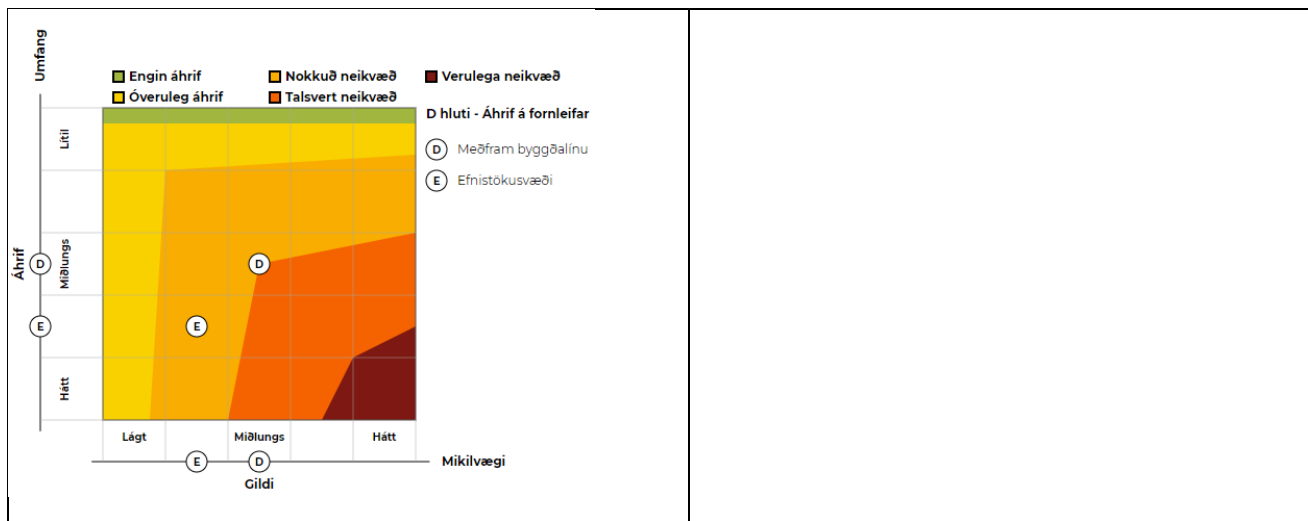 Umfang
Engin áhrif
Nokkuð neikvæð
Verulega neikvæð
Óveruleg áhrif
Talsvert neikvæð
D hluti - Áhrif á fornleifar
D Meðfram byggðalínu
E Efnistökusvæði
Lítil
Áhrif
D
Miðlungs
D
E
E
Hátt
Lágt
Miðlungs
Hátt
E
D
Mikilvægi
Gildi